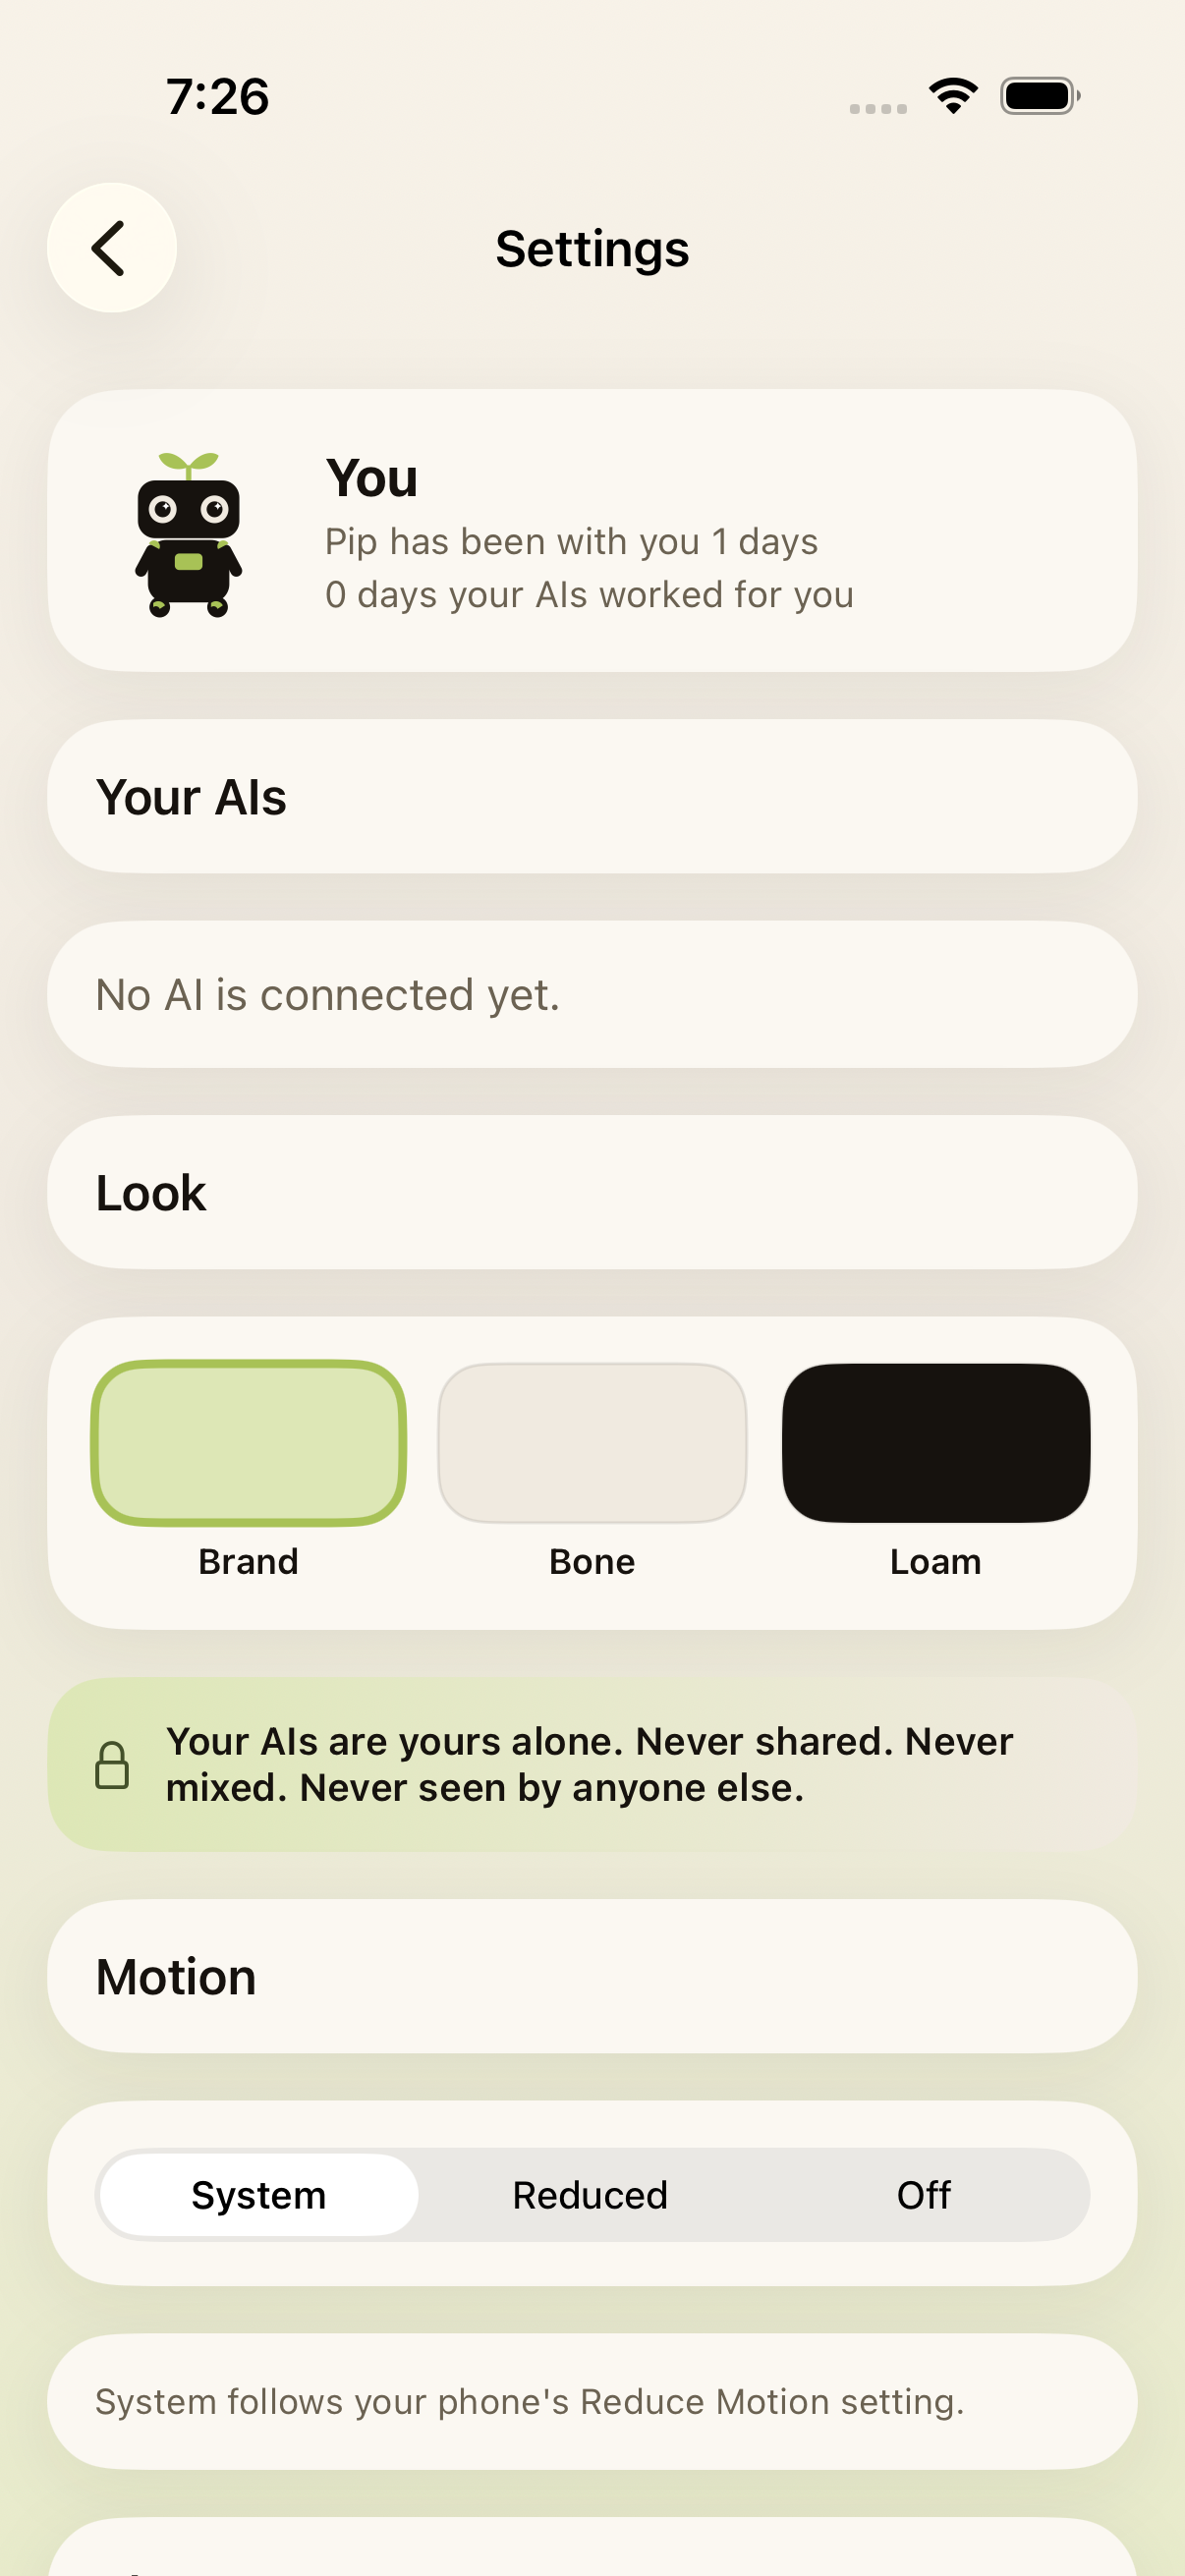 7:26
Settings
You
Pip has been with you 1 days
0 days your AIs worked for you
Your AIs
No AI is connected yet.
Look
Brand
Bone
Loam
Your AIs are yours alone. Never shared. Never
mixed. Never seen by anyone else.
Motion
System
Reduced
Off
System follows your phone's Reduce Motion setting.